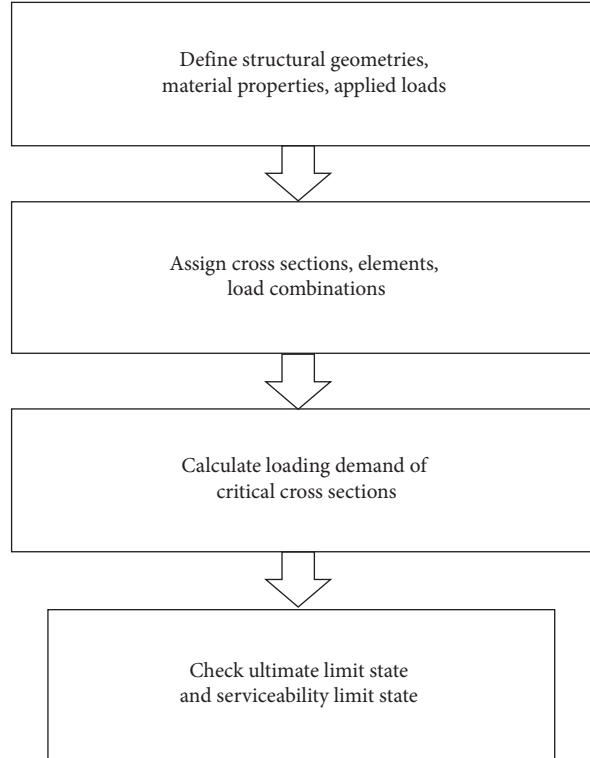 Define structural geometries,
material properties, applied loads
Assign cross sections, elements,
load combinations
Calculate loading demand of
critical cross sections
Check ultimate limit state
and serviceability limit state